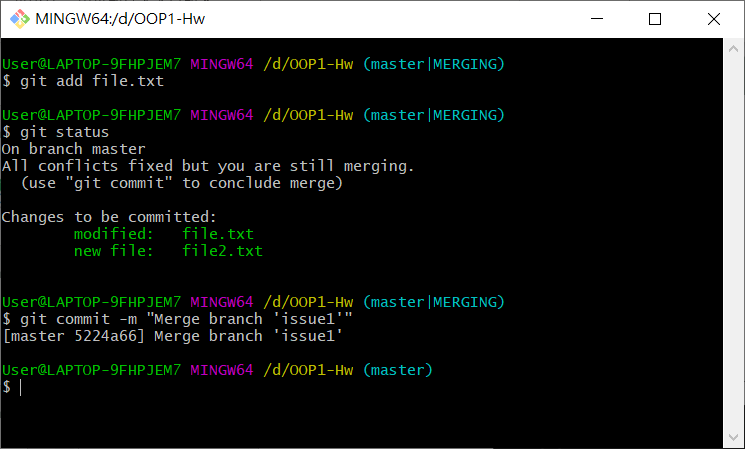 MINGW64:/d/OOP1-Hw
User@LAPTOP-9FHPJEM7 MINGW64 /d/OOP1-Hw (master|MERGING)
$ git add file.txt
User@LAPTOP-9FHPJEM7 MINGW64 /d/OOP1-Hw (master|MERGING)
$ git status
On branch master
All conflicts fixed but you are still merging.
  (use "git commit" to conclude merge)
Changes to be committed:
        modified:   file.txt
        new file:   file2.txt
User@LAPTOP-9FHPJEM7 MINGW64 /d/OOP1-Hw (master|MERGING)
$ git commit -m "Merge branch 'issue1'"
[master 5224a66] Merge branch 'issue1'
User@LAPTOP-9FHPJEM7 MINGW64 /d/OOP1-Hw (master)
$